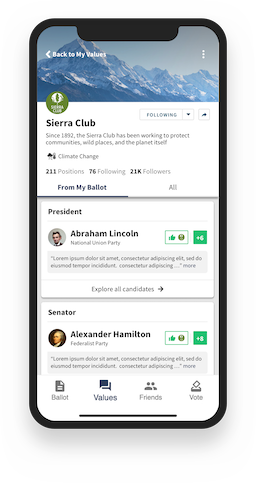 Back to My Values
SIERRA
CLUB
FOLLOWING
Sierra Club
Since 1892, the Sierra Club has been working to protect
communities, wild places, and the planet itself
Climate Change
211 Positions 76 Following 21K Followers
From My Ballot All
President
Abraham Lincoln
National Union Party
+6
"Lorem ipsum dolor sit amet, consectetur adipiscing elit, sed do
eiusmod tempor incididunt. consectetur adipiscing ..." more
Explore all candidates →
Senator
Alexander Hamilton
Federalist Party
+8
"Lorem ipsum dolor sit amet, consectetur adipiscing elit, sed do
eiusmod tempor incididunt. consectetur adipiscing ..." more
Ballot Values Friends Vote